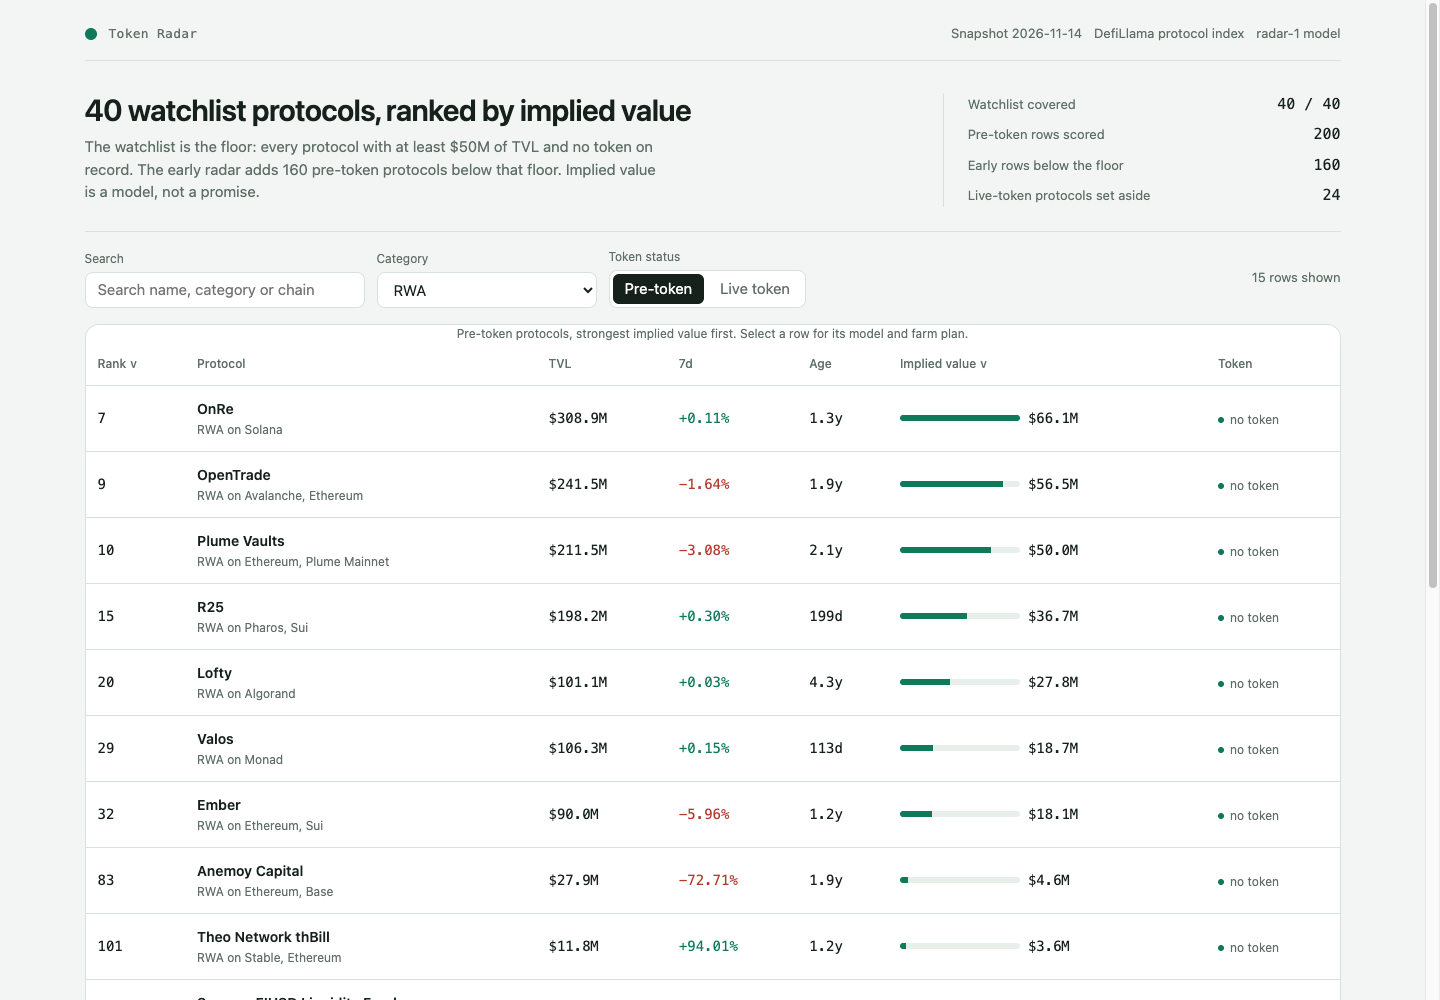 Token Radar
Snapshot 2026-11-14 DefiLlama protocol index radar-1 model
40 watchlist protocols, ranked by implied value
The watchlist is the floor: every protocol with at least $50M of TVL and no token on
record. The early radar adds 160 pre-token protocols below that floor. Implied value
is a model, not a promise.
Watchlist covered 40 / 40
Pre-token rows scored 200
Early rows below the floor 160
Live-token protocols set aside 24
Search Category Token status
Search name, category or chain RWA Pre-token Live token
15 rows shown
Pre-token protocols, strongest implied value first. Select a row for its model and farm plan.
Rank v Protocol TVL 7d Age Implied value v Token
7 OnRe $308.9M +0.11% 1.3y $66.1M no token
RWA on Solana
9 OpenTrade $241.5M −1.64% 1.9y $56.5M no token
RWA on Avalanche, Ethereum
10 Plume Vaults $211.5M −3.08% 2.1y $50.0M no token
RWA on Ethereum, Plume Mainnet
15 R25 $198.2M +0.30% 199d $36.7M no token
RWA on Pharos, Sui
20 Lofty $101.1M +0.03% 4.3y $27.8M no token
RWA on Algorand
29 Valos $106.3M +0.15% 113d $18.7M no token
RWA on Monad
32 Ember $90.0M −5.96% 1.2y $18.1M no token
RWA on Ethereum, Sui
83 Anemoy Capital $27.9M −72.71% 1.9y $4.6M no token
RWA on Ethereum, Base
101 Theo Network thBill $11.8M +94.01% 1.2y $3.6M no token
RWA on Stable, Ethereum